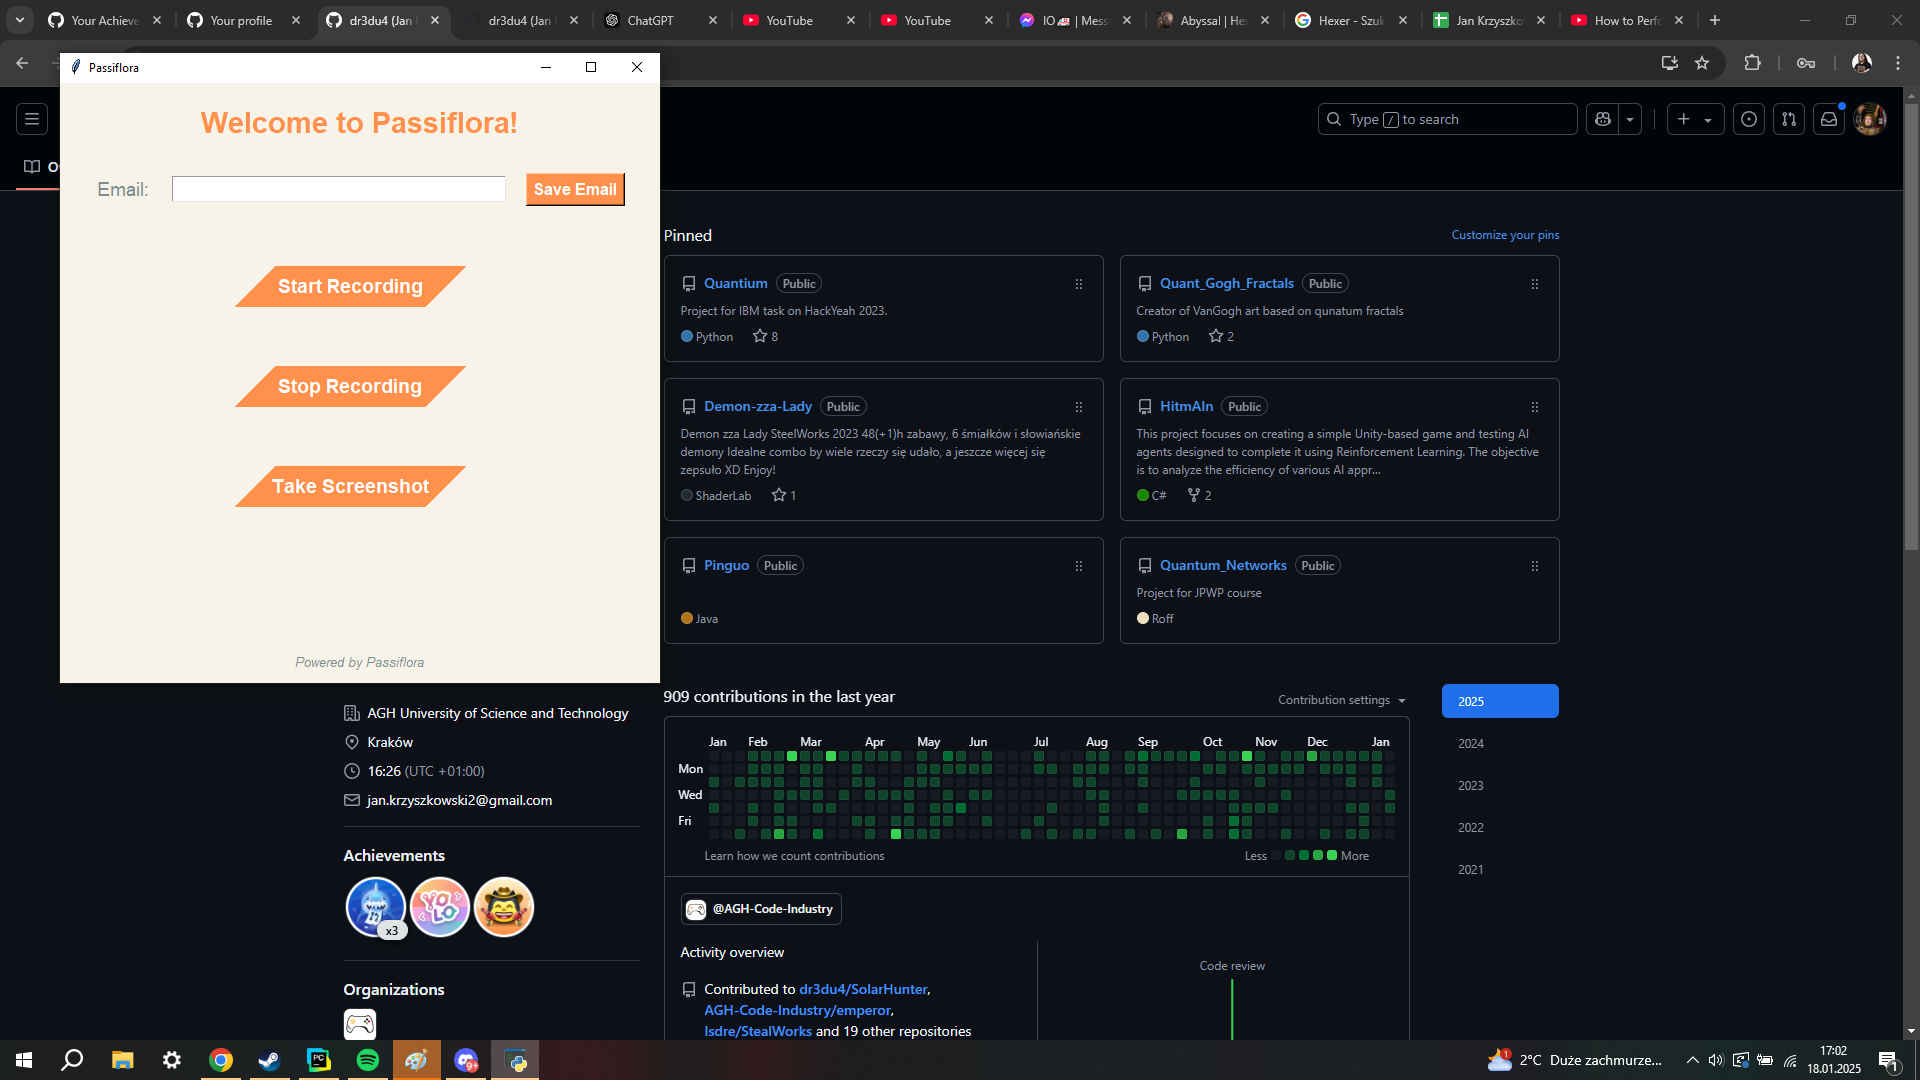 Your Achieve
Your profile
dr3du4 (Jan
dr3du4 (Jan
ChatGPT
YouTube
YouTube
IO | Mess
Abyssal | He
Hexer - Szuk
Jan Krzyszko
How to Perfo
Passiflora
Welcome to Passiflora!
Email:
Save Email
Start Recording
Stop Recording
Take Screenshot
Powered by Passiflora
Type / to search
Pinned
Customize your pins
Quantium Public
Project for IBM task on HackYeah 2023.
Python 8
Quant_Gogh_Fractals Public
Creator of VanGogh art based on qunatum fractals
Python 2
Demon-zza-Lady Public
Demon zza Lady SteelWorks 2023 48(+1)h zabawy, 6 śmiałków i słowiańskie
demony Idealne combo by wiele rzeczy się udało, a jeszcze więcej się
zepsuło XD Enjoy!
ShaderLab 1
HitmAIn Public
This project focuses on creating a simple Unity-based game and testing AI
agents designed to complete it using Reinforcement Learning. The objective
is to analyze the efficiency of various AI appr...
C# 2
Pinguo Public
Java
Quantum_Networks Public
Project for JPWP course
Roff
AGH University of Science and Technology
Kraków
16:26 (UTC +01:00)
jan.krzyszkowski2@gmail.com
Achievements
YOLO
x3
Organizations
909 contributions in the last year
Contribution settings
2025
2024
2023
2022
2021
Jan Feb Mar Apr May Jun Jul Aug Sep Oct Nov Dec Jan
Mon
Wed
Fri
Learn how we count contributions
Less More
@AGH-Code-Industry
Activity overview
Contributed to dr3du4/SolarHunter,
AGH-Code-Industry/emperor,
Isdre/StealWorks and 19 other repositories
Code review
PC
9+
1
2°C Duże zachmurze...
17:02
18.01.2025
1